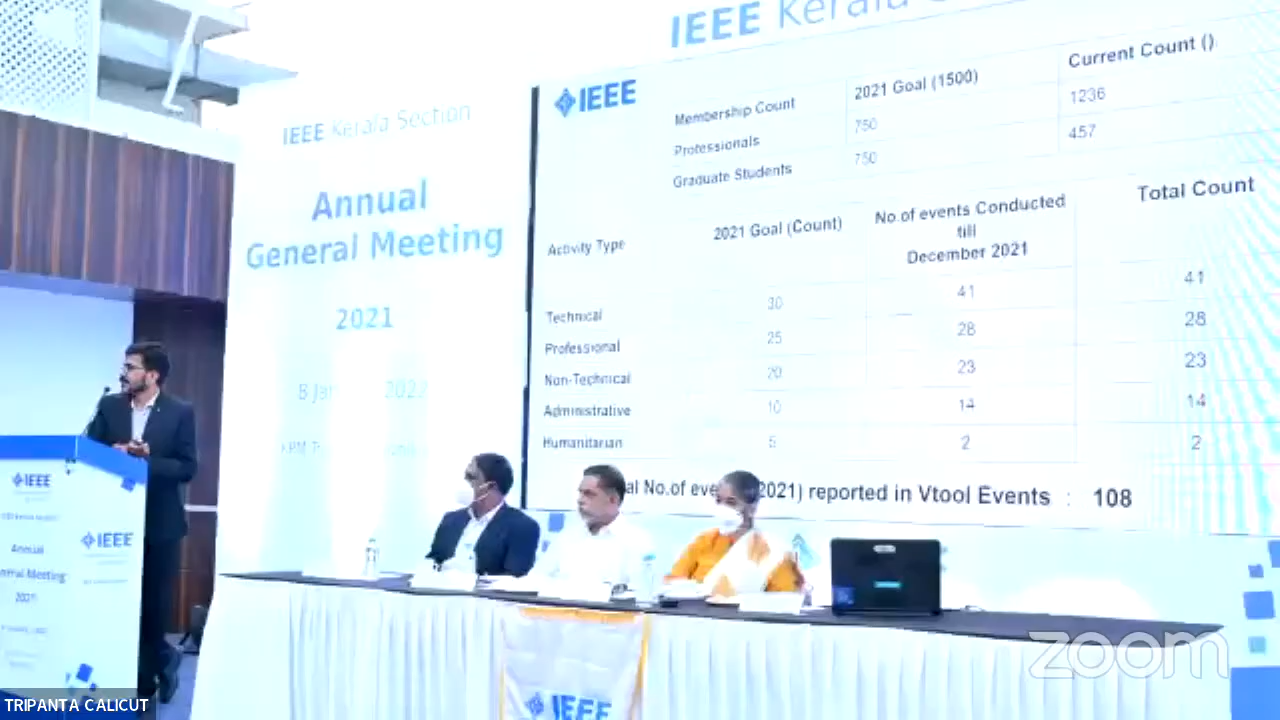 IEEE Kerala
IEEE
Membership Count 2021 Goal (1500) Current Count ()
Professionals 750 1236
Graduate Students 750 457
Activity Type 2021 Goal (Count) No.of events Conducted till December 2021 Total Count
Technical 30 41 41
Professional 25 28 28
Non-Technical 20 23 23
Administrative 10 14 14
Humanitarian 5 2 2
No.of 2021) reported in Vtool Events : 108
IEEE Kerala Section
Annual
General Meeting
2021
8 2022
IEEE
Annual
Meeting
2021
IEEE
IEEE
zoom
TRIPANTA CALICUT